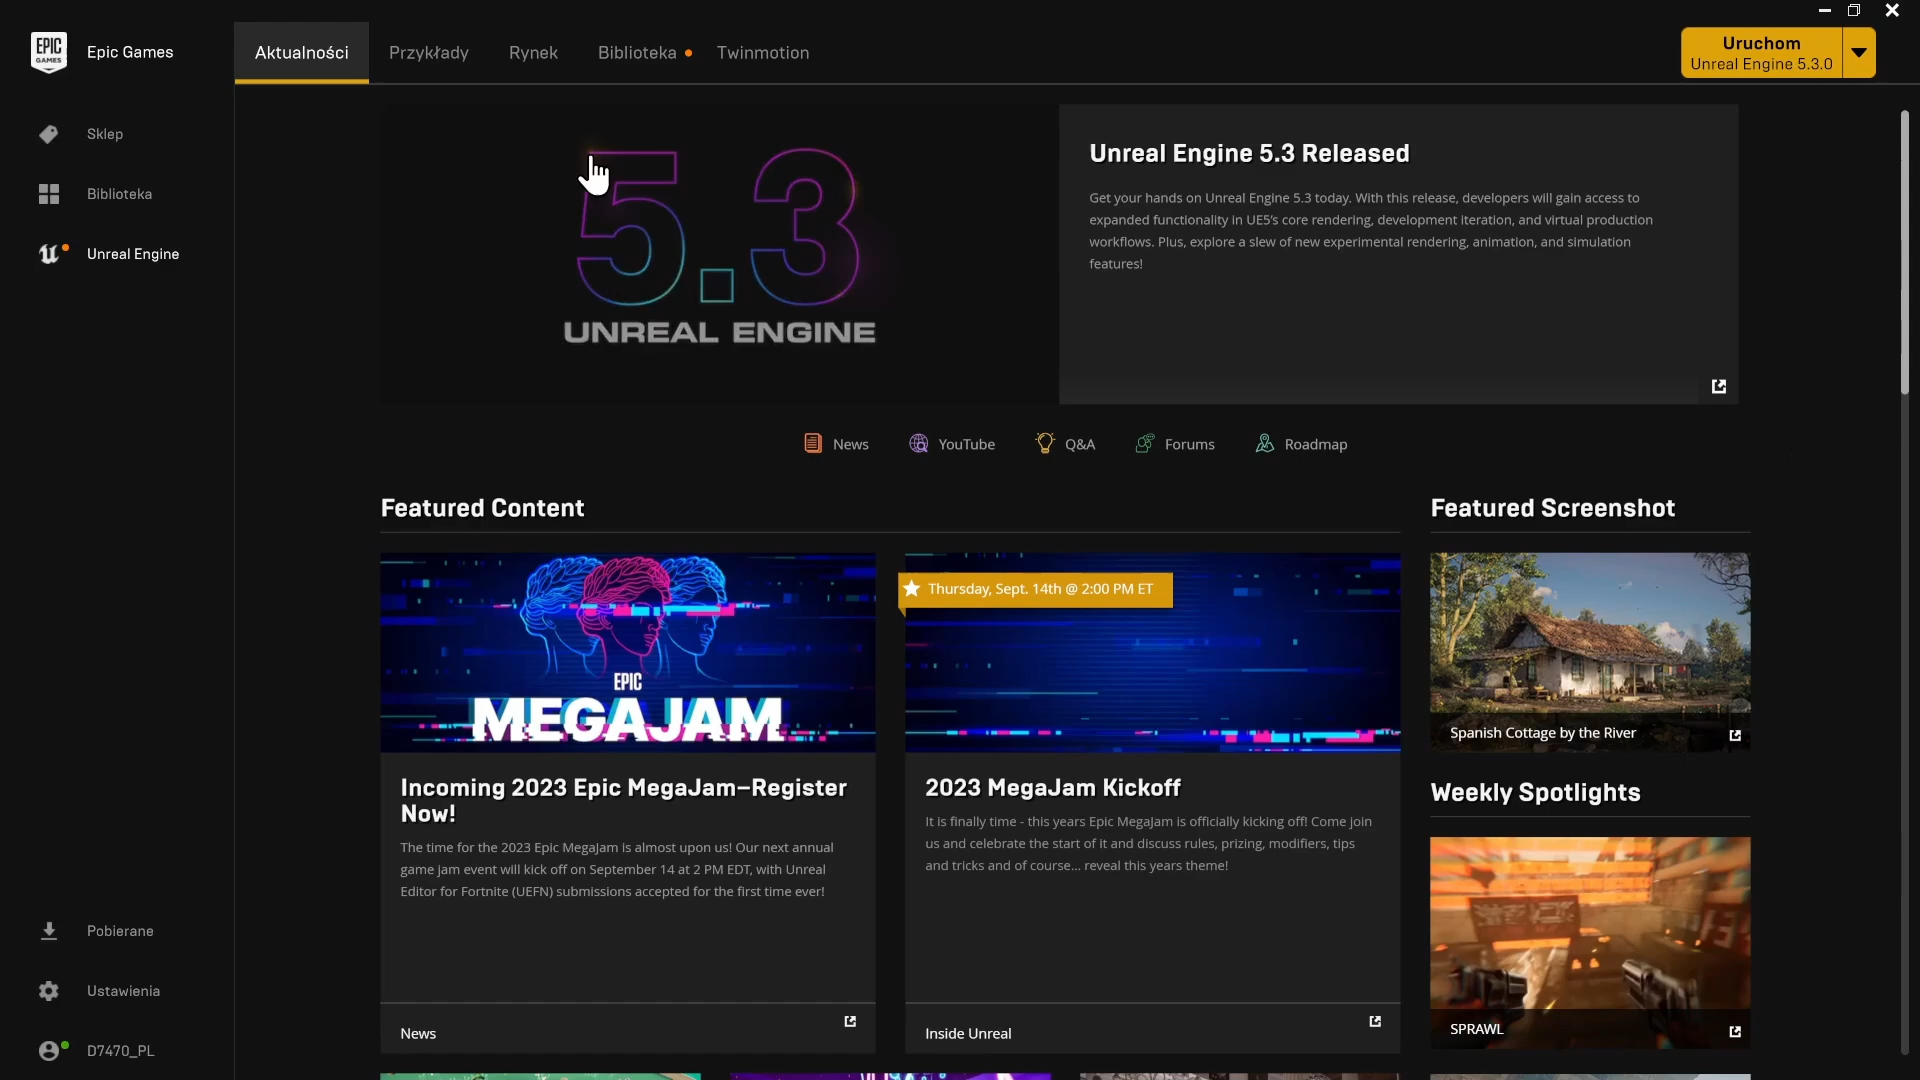 EPIC
GAMES
Epic Games
Aktualności
Przykłady
Rynek
Biblioteka
Twinmotion
Uruchom
Unreal Engine 5.3.0
Sklep
Biblioteka
Unreal Engine
5.3
UNREAL ENGINE
Unreal Engine 5.3 Released
Get your hands on Unreal Engine 5.3 today. With this release, developers will gain access to
expanded functionality in UE5's core rendering, development iteration, and virtual production
workflows. Plus, explore a slew of new experimental rendering, animation, and simulation
features!
News
YouTube
Q&A
Forums
Roadmap
Featured Content
EPIC
MEGAJAM
Incoming 2023 Epic MegaJam–Register
Now!
The time for the 2023 Epic MegaJam is almost upon us! Our next annual
game jam event will kick off on September 14 at 2 PM EDT, with Unreal
Editor for Fortnite (UEFN) submissions accepted for the first time ever!
News
Thursday, Sept. 14th @ 2:00 PM ET
2023 MegaJam Kickoff
It is finally time - this years Epic MegaJam is officially kicking off! Come join
us and celebrate the start of it and discuss rules, prizing, modifiers, tips
and tricks and of course... reveal this years theme!
Inside Unreal
Featured Screenshot
Spanish Cottage by the River
Weekly Spotlights
SPRAWL
Pobierane
Ustawienia
D7470_PL